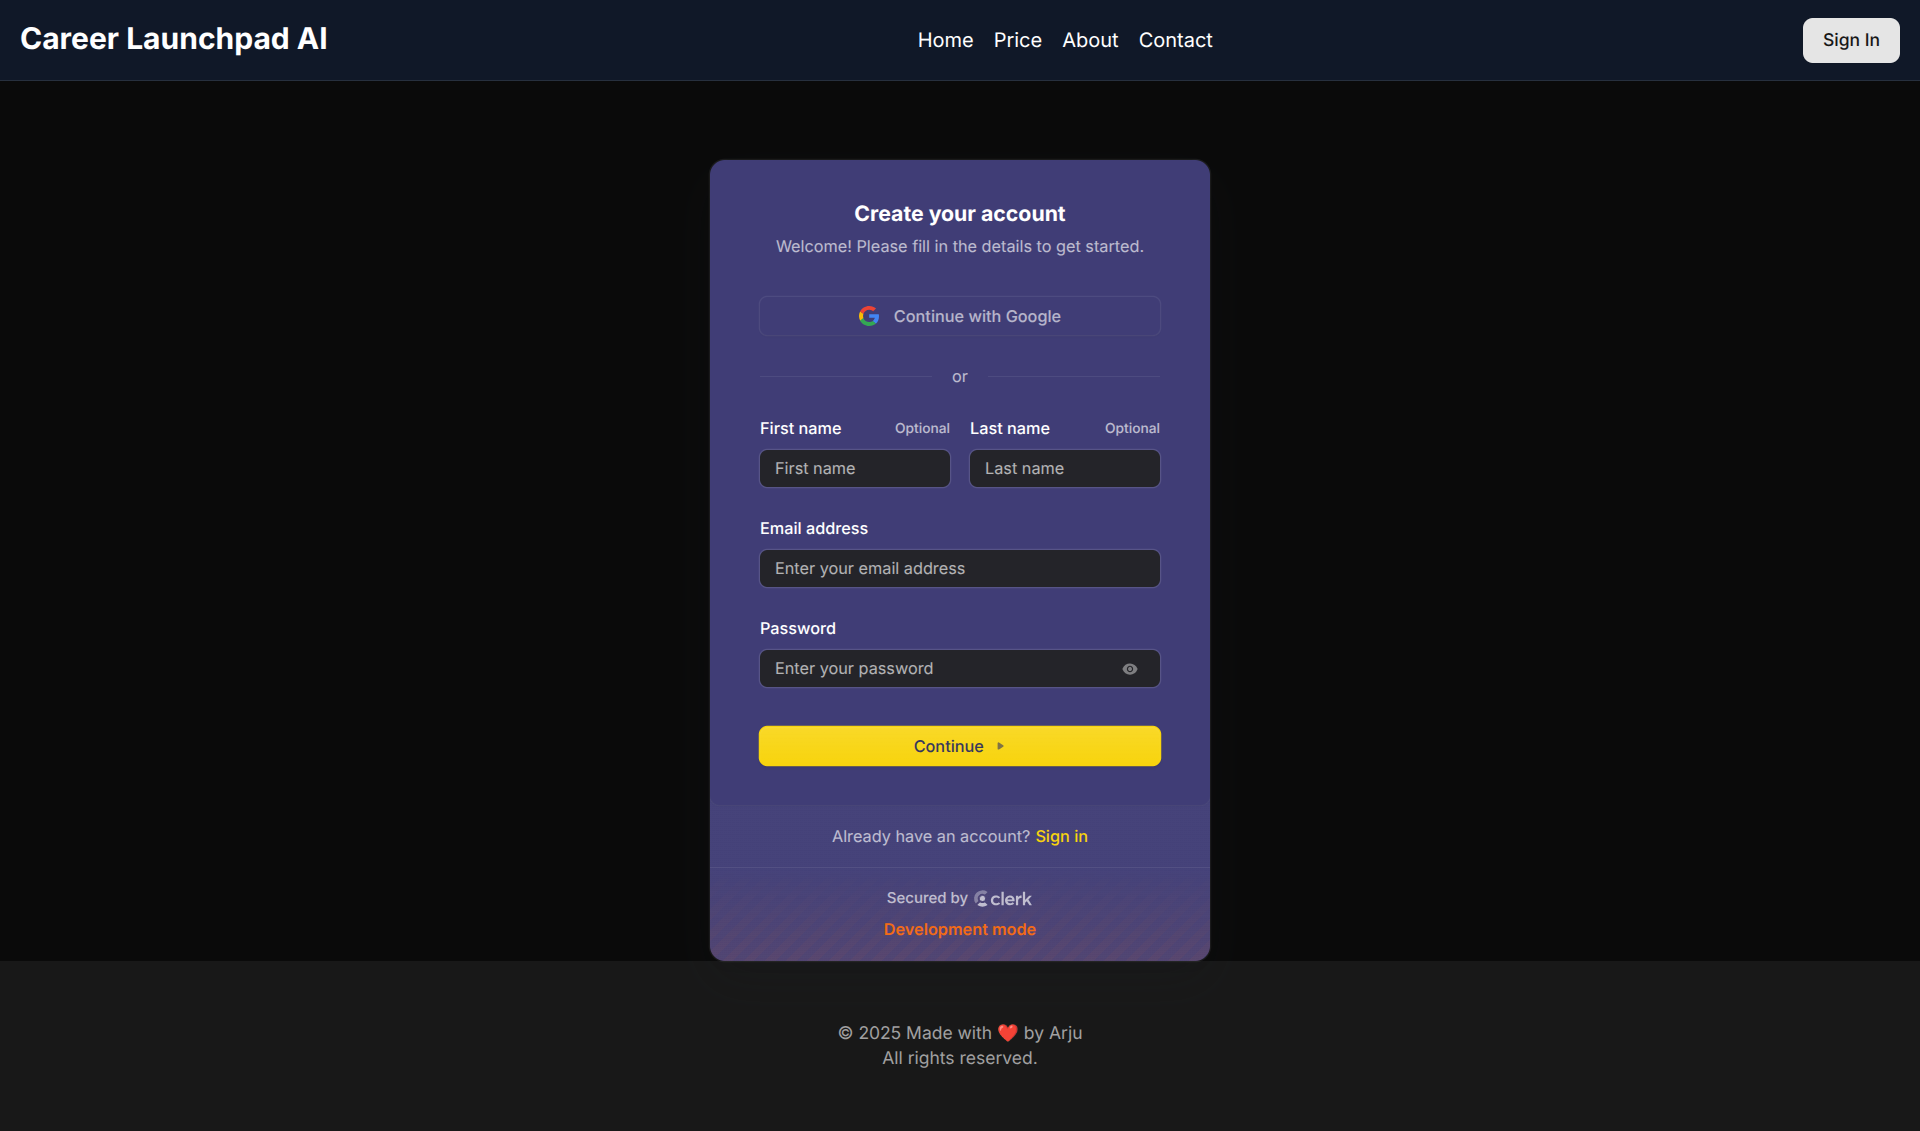 Career Launchpad AI
Home Price About Contact
Sign In
Create your account
Welcome! Please fill in the details to get started.
Continue with Google
or
First name Optional Last name Optional
First name Last name
Email address
Enter your email address
Password
Enter your password
Continue
Already have an account? Sign in
Secured by clerk
Development mode
© 2025 Made with ❤️ by Arju
All rights reserved.